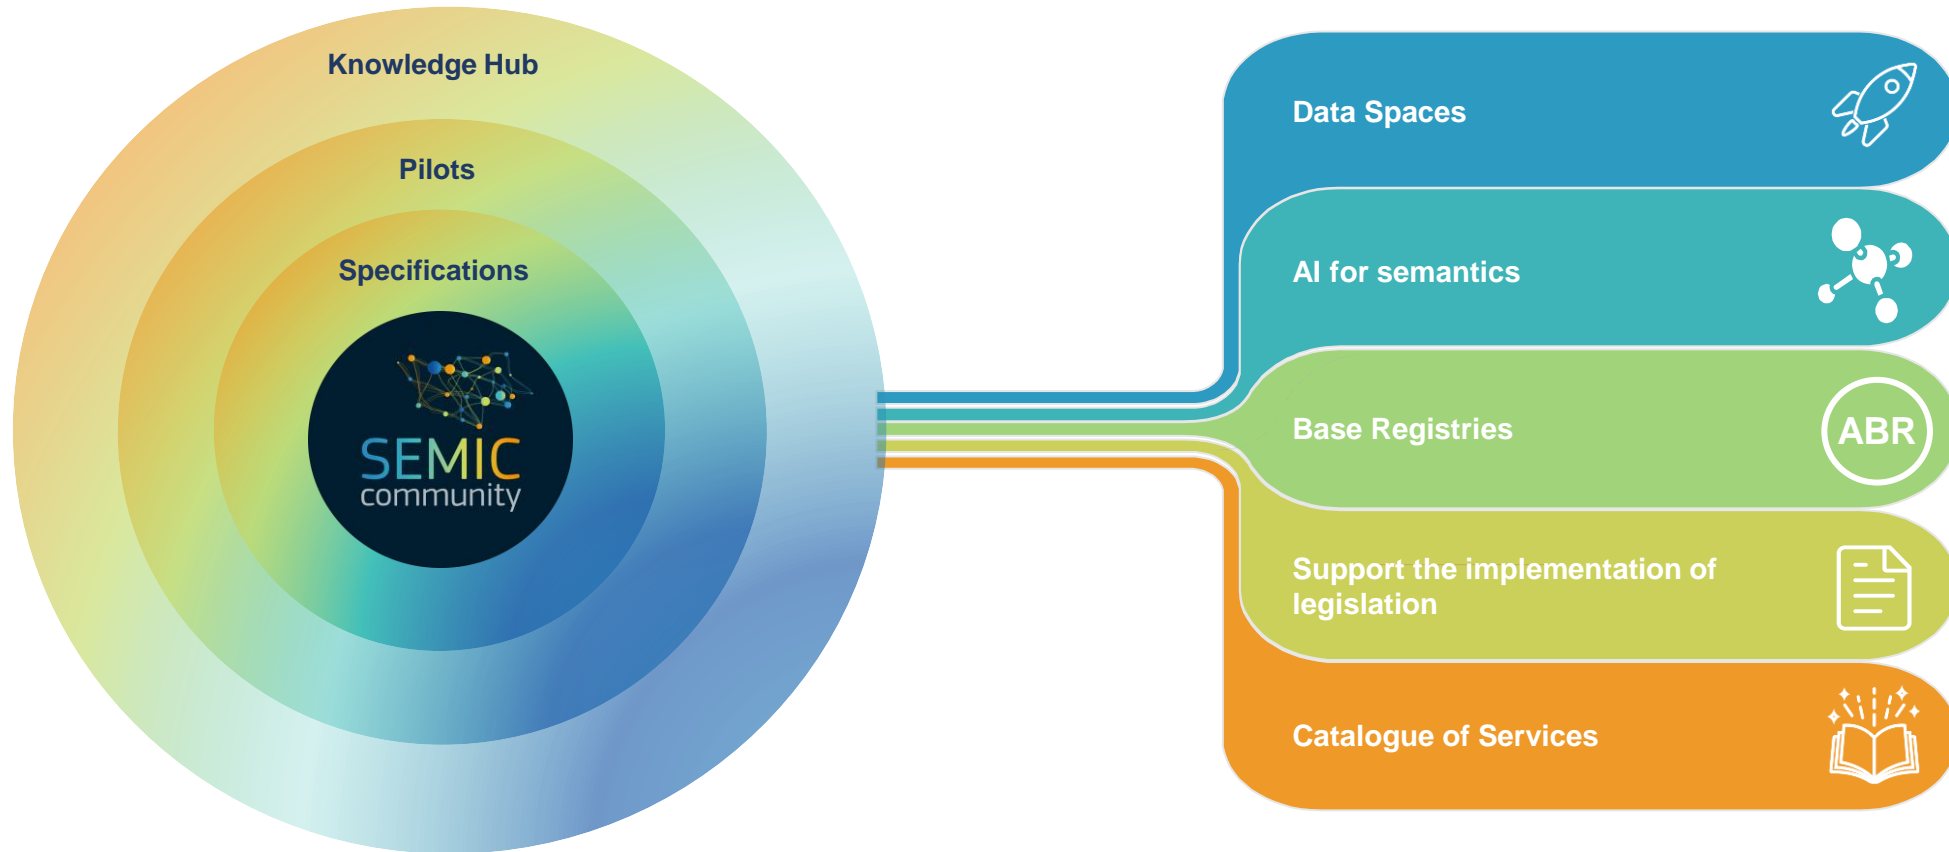 Knowledge Hub
Pilots
Specifications
SEMIC
community
Data Spaces
AI for semantics
Base Registries
ABR
Support the implementation of
legislation
Catalogue of Services